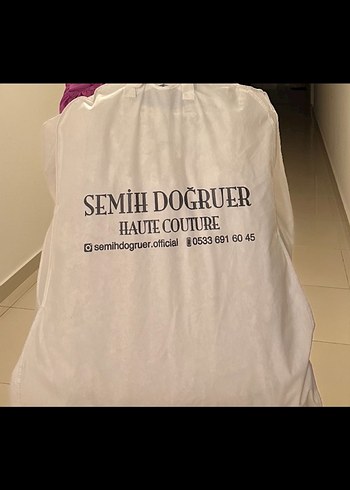 SEMİH DOĞRUER
HAUTE COUTURE
semihdogruer.official 0533 691 60 45